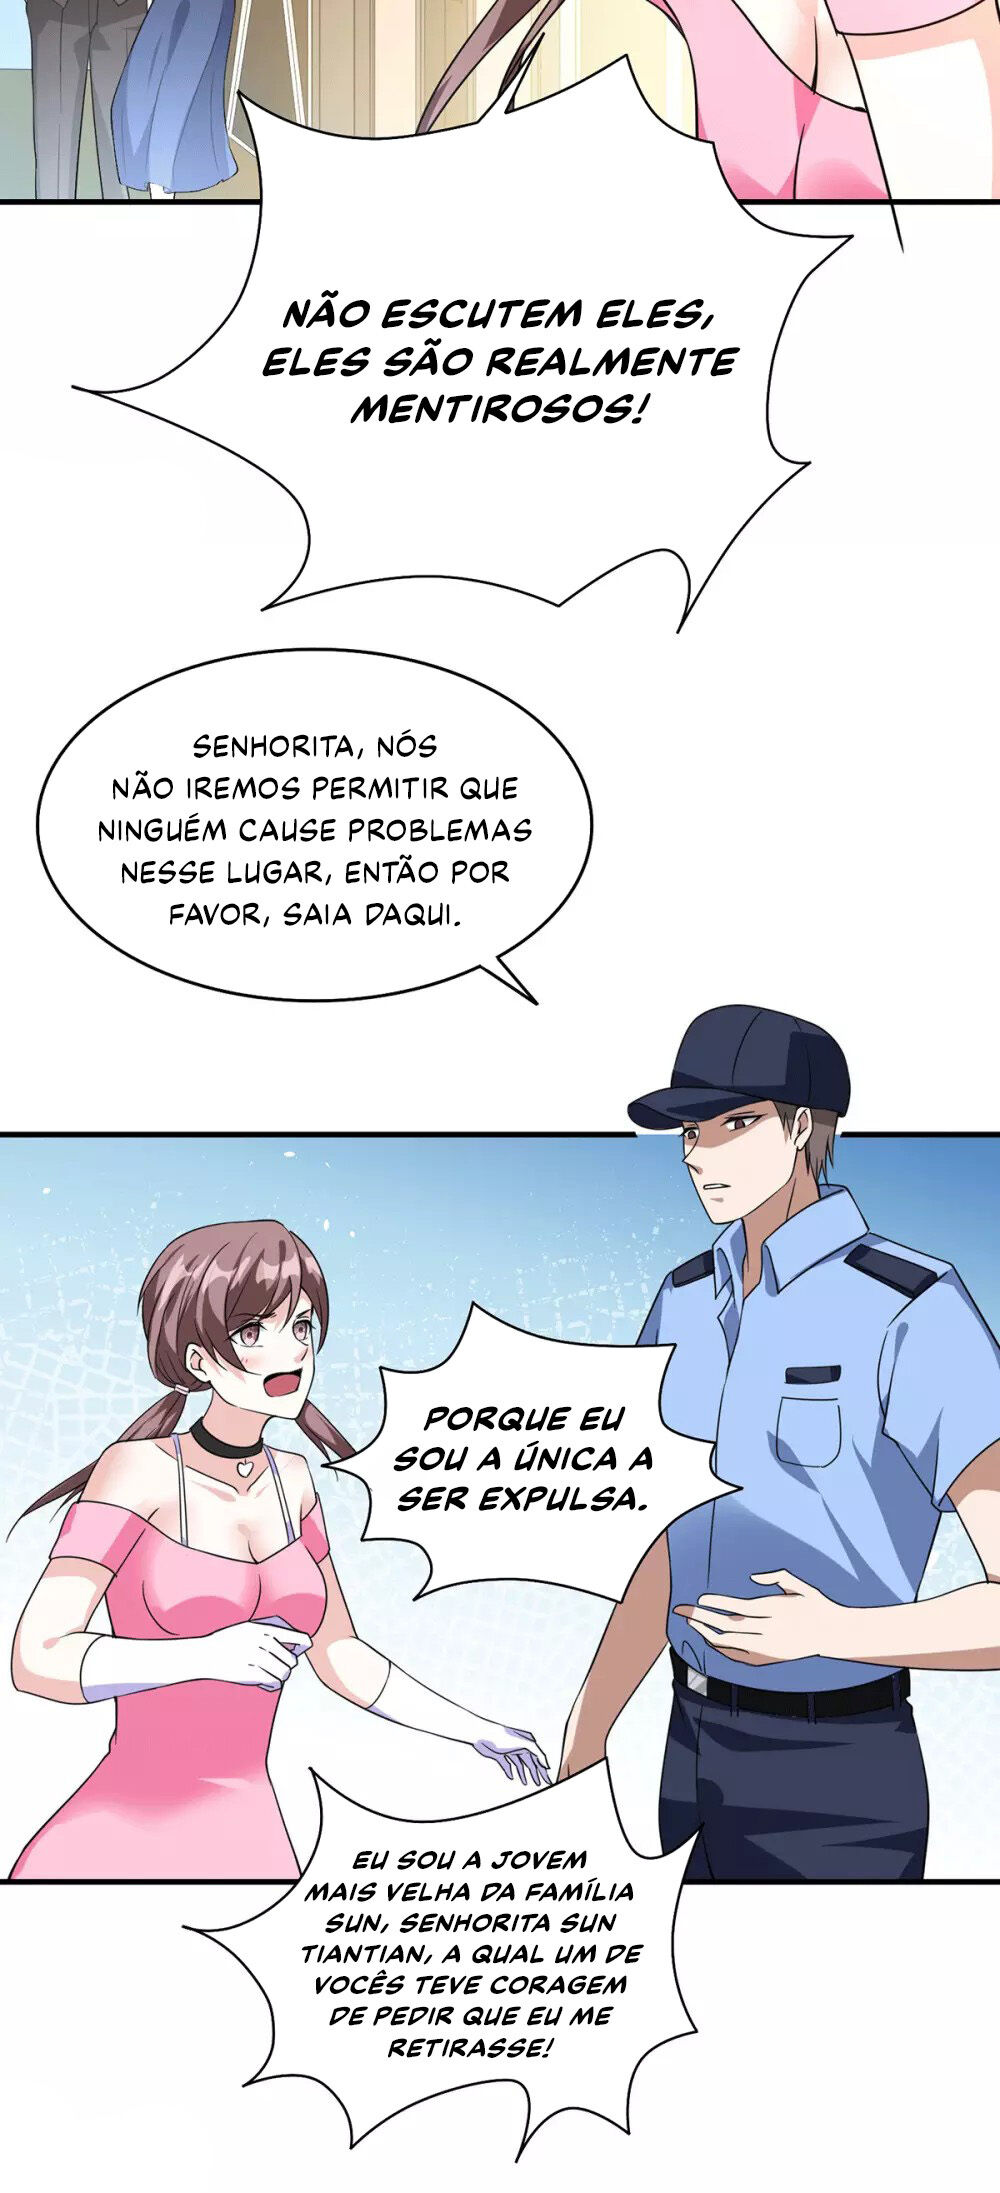 NÃO ESCUTEM ELES,
ELES SÃO REALMENTE
MENTIROSOS!
SENHORITA, NÓS
NÃO IREMOS PERMITIR QUE
NINGUÉM CAUSE PROBLEMAS
NESSE LUGAR, ENTÃO POR
FAVOR, SAIA DAQUI.
PORQUE EU
SOU A ÚNICA A
SER EXPULSA.
EU SOU A JOVEM
MAIS VELHA DA FAMÍLIA
SUN, SENHORITA SUN
TIANTIAN, A QUAL UM DE
VOCÊS TEVE CORAGEM
DE PEDIR QUE EU ME
RETIRASSE!